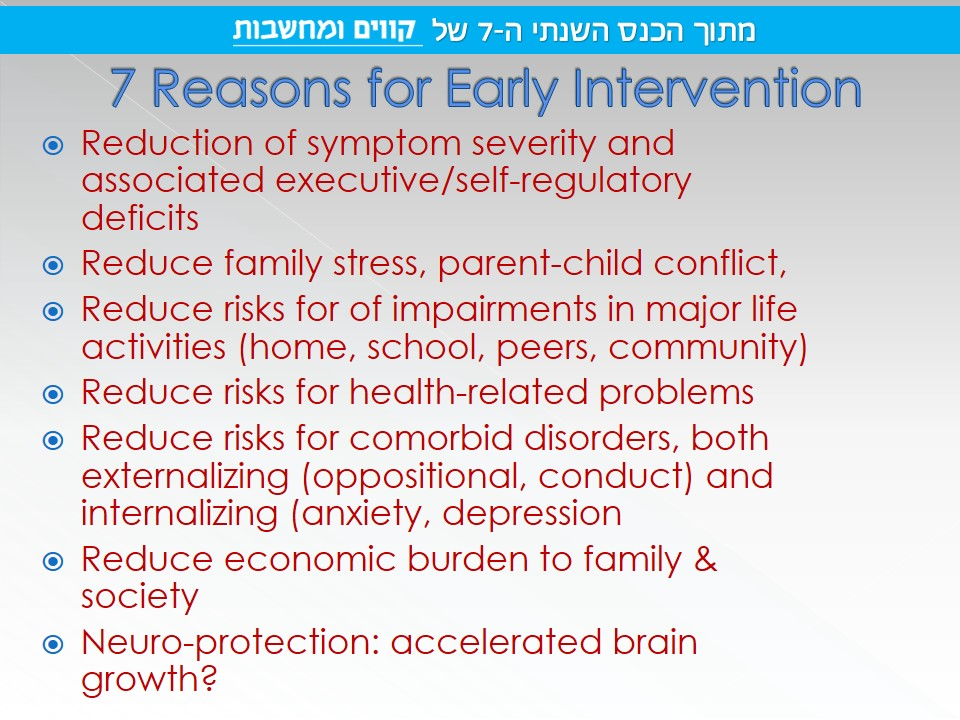 מתוך הכנס השנתי ה-7 של קווים ומחשבות
7 Reasons for Early Intervention
Reduction of symptom severity and
associated executive/self-regulatory
deficits
Reduce family stress, parent-child conflict,
Reduce risks for of impairments in major life
activities (home, school, peers, community)
Reduce risks for health-related problems
Reduce risks for comorbid disorders, both
externalizing (oppositional, conduct) and
internalizing (anxiety, depression
Reduce economic burden to family &
society
Neuro-protection: accelerated brain
growth?